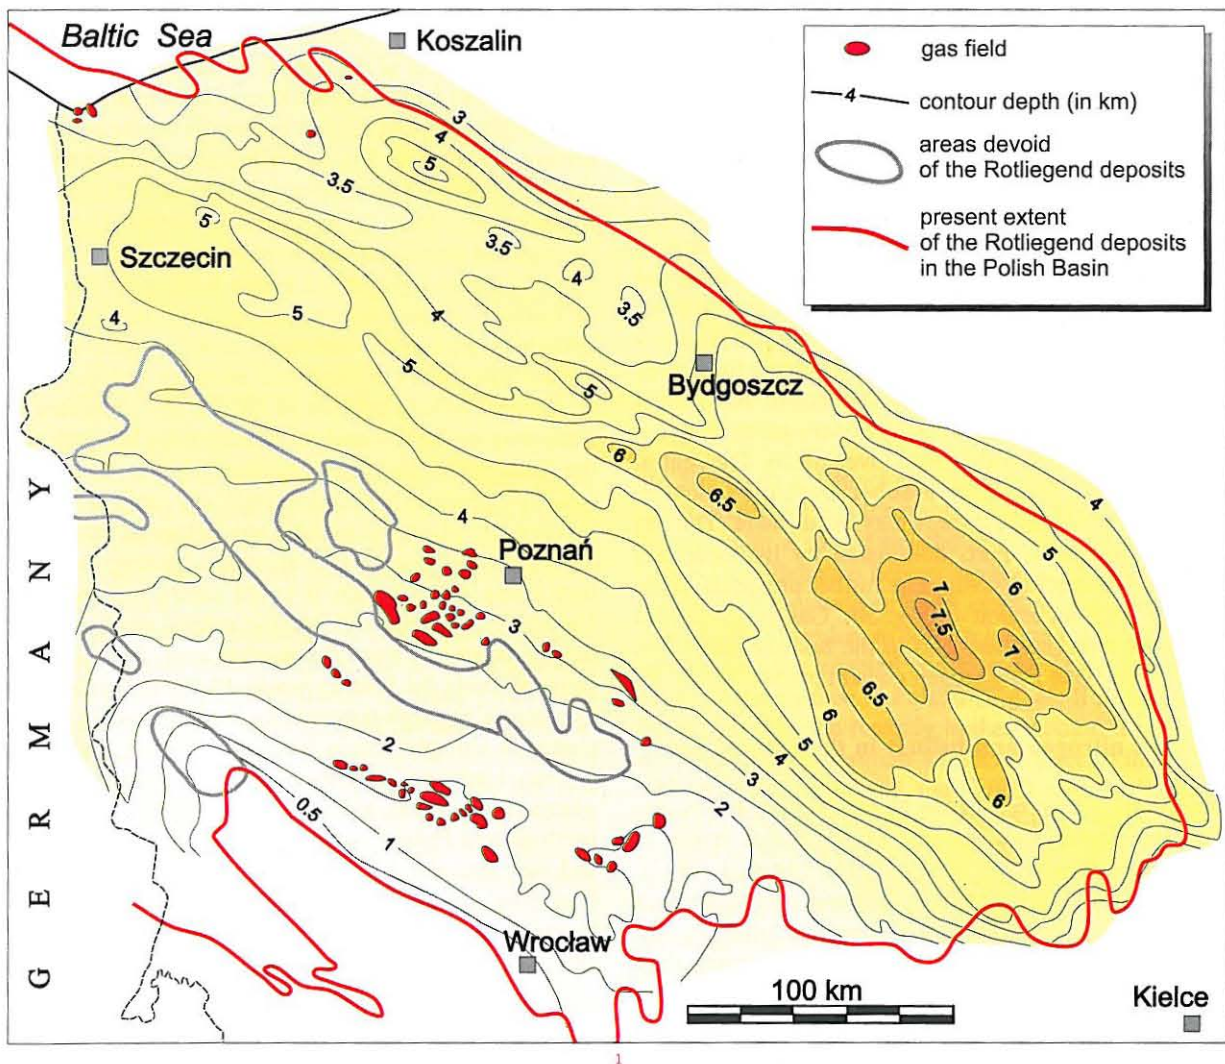 Baltic Sea
Koszalin
gas field
4
contour depth (in km)
areas devoid
of the Rotliegend deposits
present extent
of the Rotliegend deposits
in the Polish Basin
3
4
5
3.5
5
3.5
Szczecin
4
3.5
4
5
4
5
5
Bydgoszcz
6
6.5
4
GERMANY
4
Poznań
5
6
7
7.5
3
7
6.5
6
2
5
4
3
6
2
0.5
1
Wrocław
100 km
Kielce
1